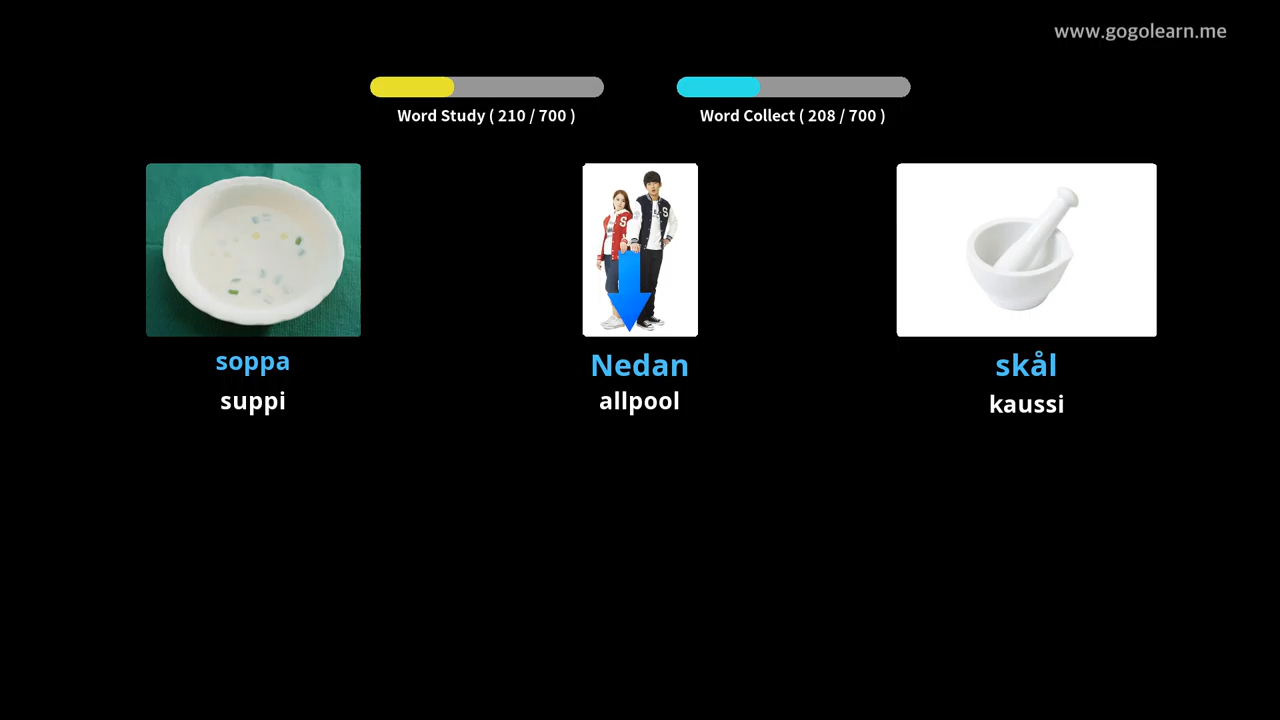 www.gogolearn.me
Word Study ( 210 / 700 )
Word Collect ( 208 / 700 )
soppa
suppi
Nedan
allpool
skål
kaussi